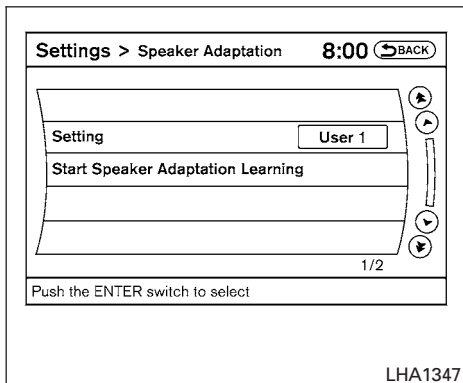 Settings > Speaker Adaptation 8:00 BACK
Setting User 1
Start Speaker Adaptation Learning
1/2
Push the ENTER switch to select
LHA1347